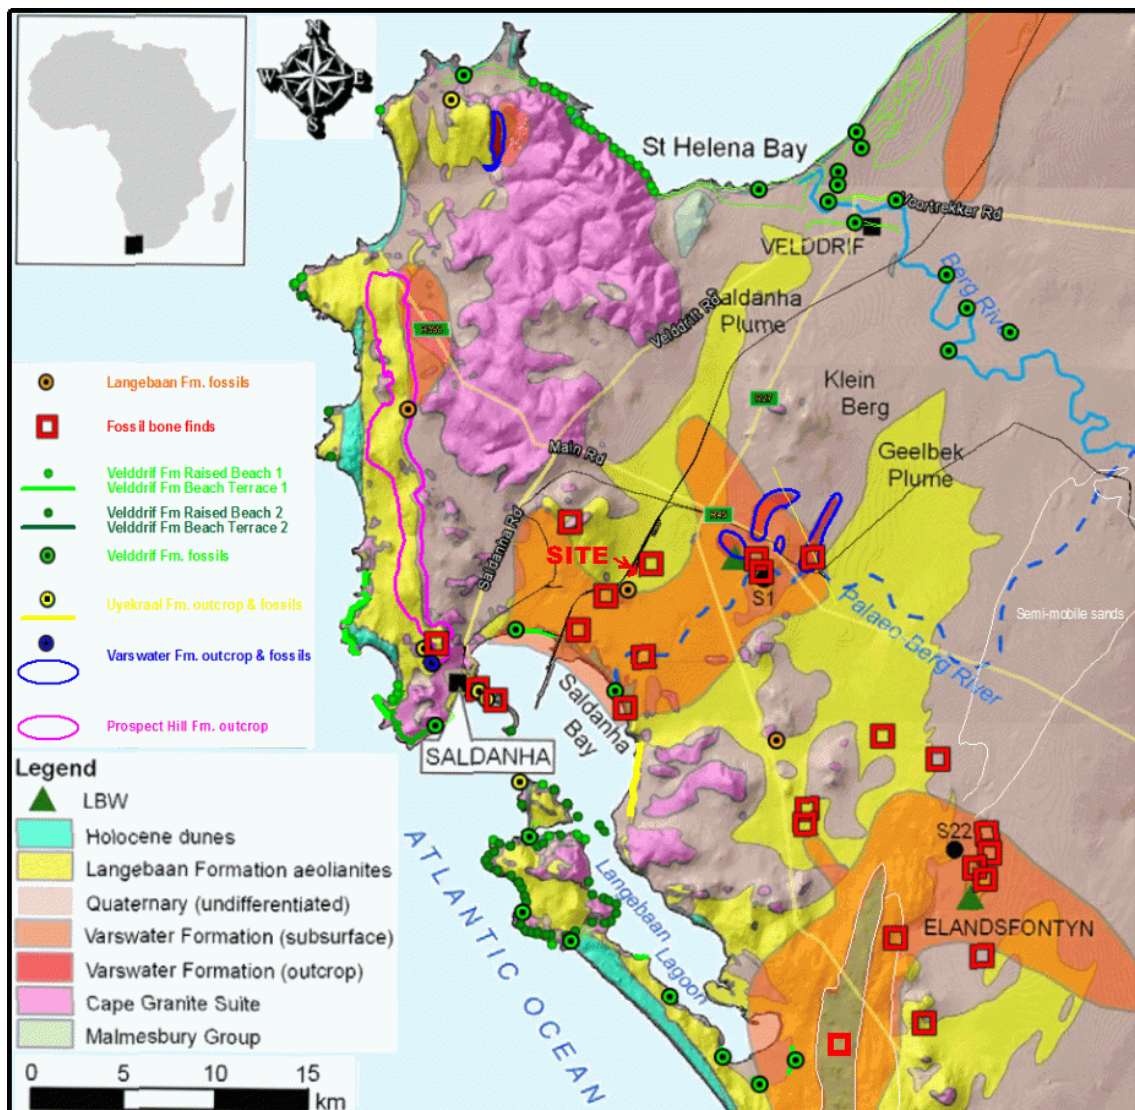 N
W
E
S
St Helena Bay
Voortrekker Rd
VELDDRIF
Berg River
Saldanha
Plume
Velddrift Rd
Klein
Berg
R27
Main Rd
Geelbek
Plume
R45
Saldanha Rd
SITE
S1
Palaeo-Berg River
Semi-mobile sands
Langebaan Fm. fossils
Fossil bone finds
Velddrif Fm Raised Beach 1
Velddrif Fm Beach Terrace 1
Velddrif Fm Raised Beach 2
Velddrif Fm Beach Terrace 2
Velddrif Fm. fossils
Uyekraal Fm. outcrop & fossils
Varswater Fm. outcrop & fossils
Prospect Hill Fm. outcrop
Saldanha
Bay
SALDANHA
ATLANTIC OCEAN
Langebaan
Lagoon
S22
ELANDSFONTYN
Legend
LBW
Holocene dunes
Langebaan Formation aeolianites
Quaternary (undifferentiated)
Varswater Formation (subsurface)
Varswater Formation (outcrop)
Cape Granite Suite
Malmesbury Group
0 5 10 15
km